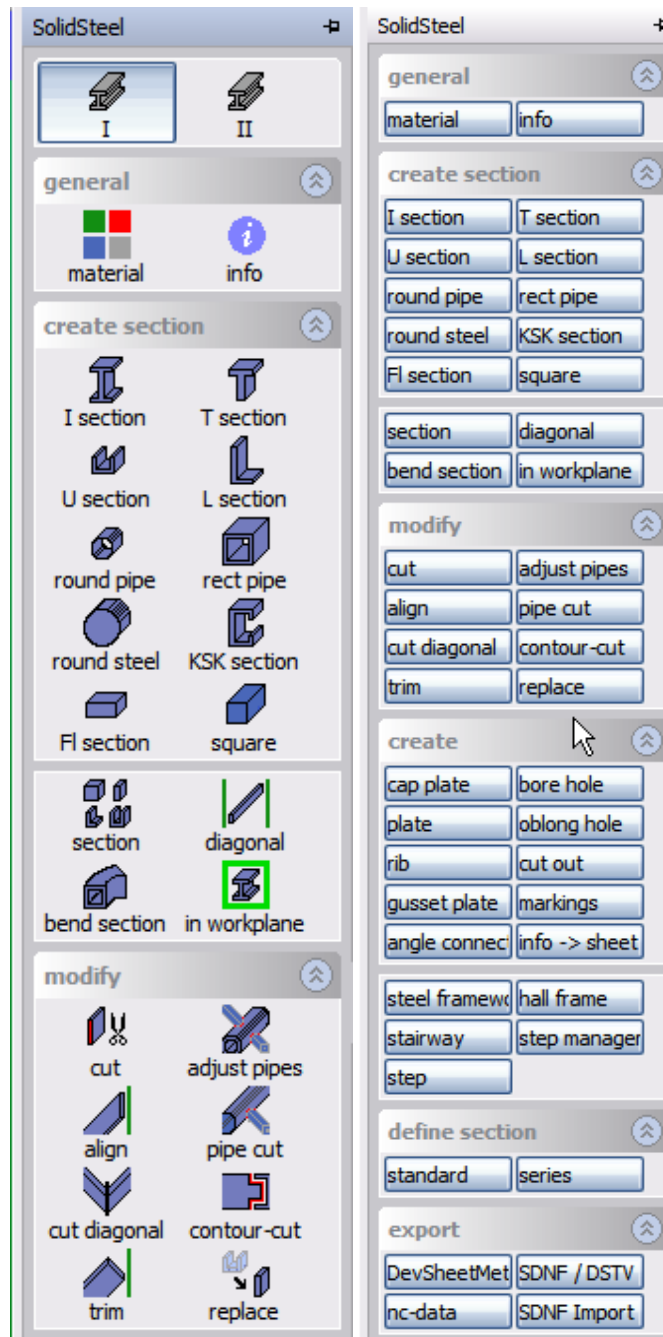 SolidSteel
I II
general
material info
create section
I section T section
U section L section
round pipe rect pipe
round steel KSK section
Fl section square
section diagonal
bend section in workplane
modify
cut adjust pipes
align pipe cut
cut diagonal contour-cut
trim replace
SolidSteel
general
material info
create section
I section T section
U section L section
round pipe rect pipe
round steel KSK section
Fl section square
section diagonal
bend section in workplane
modify
cut adjust pipes
align pipe cut
cut diagonal contour-cut
trim replace
create
cap plate bore hole
plate oblong hole
rib cut out
gusset plate markings
angle connec info -> sheet
steel framewo hall frame
stairway step manager
step
define section
standard series
export
DevSheetMet SDNF / DSTV
nc-data SDNF Import